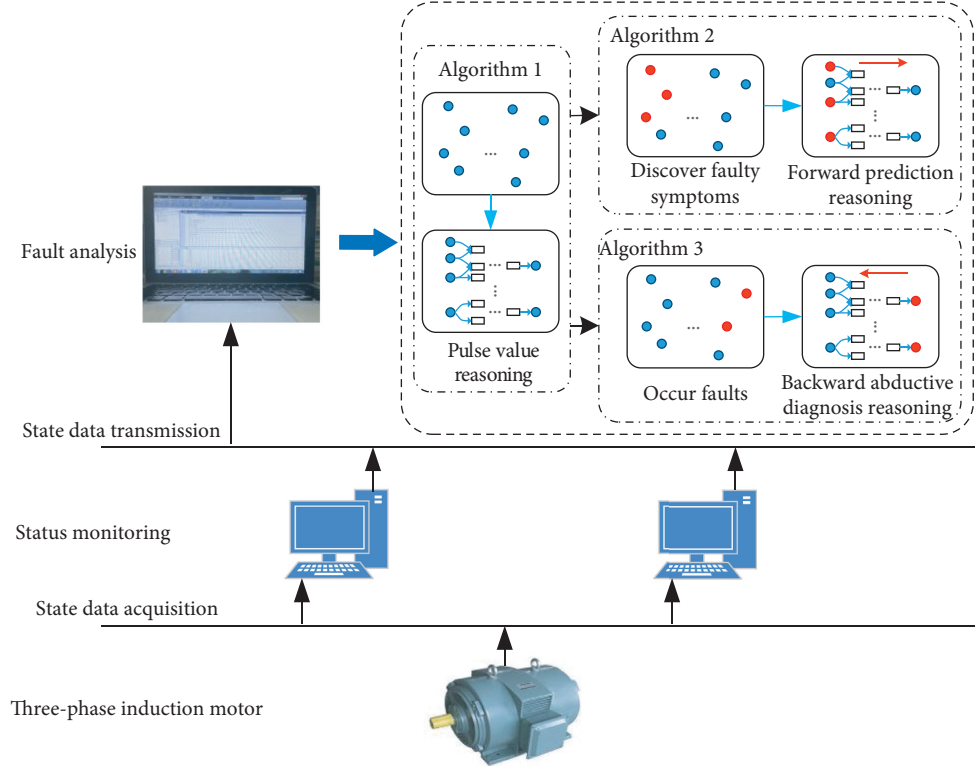 Algorithm 1
Pulse value
reasoning
Algorithm 2
Discover faulty
symptoms
Forward prediction
reasoning
Algorithm 3
Occur faults
Backward abductive
diagnosis reasoning
Fault analysis
State data transmission
Status monitoring
State data acquisition
Three-phase induction motor